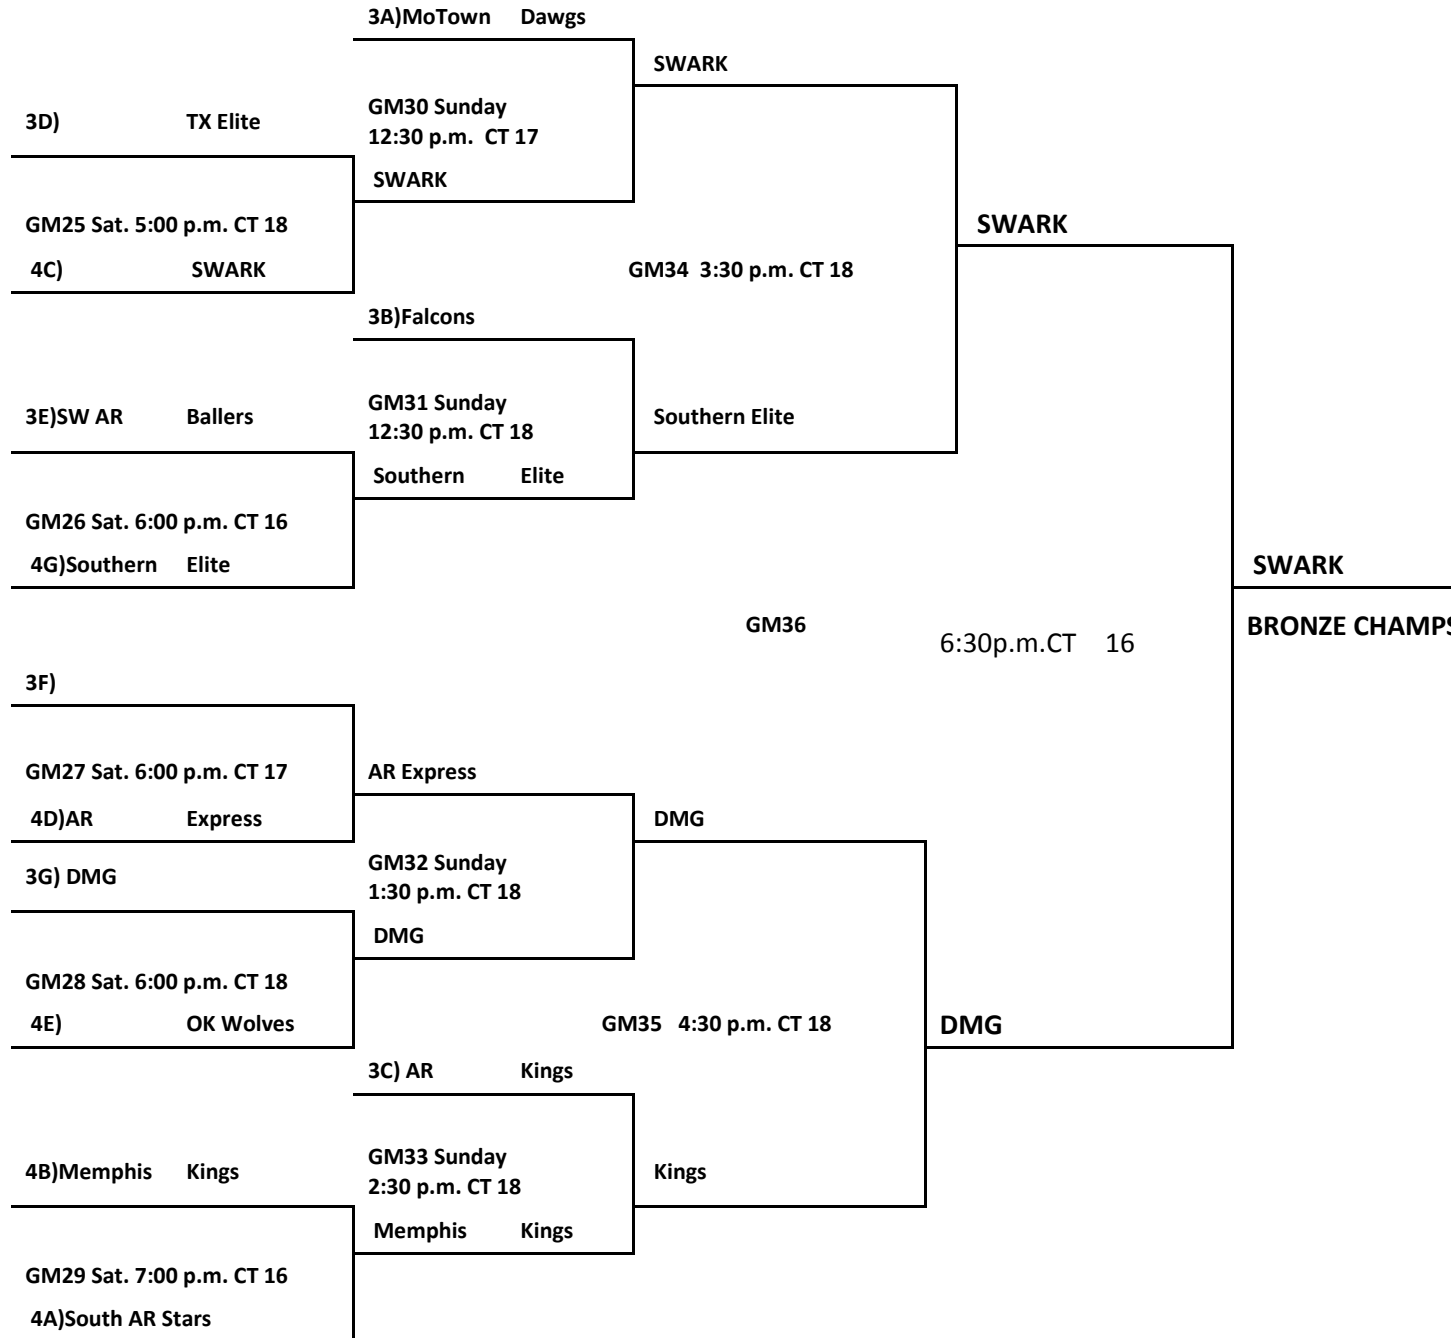 3A)MoTown Dawgs
SWARK
3D) TX Elite
GM30 Sunday
12:30 p.m. CT 17
SWARK
GM25 Sat. 5:00 p.m. CT 18
SWARK
4C) SWARK
GM34 3:30 p.m. CT 18
3B)Falcons
3E)SW AR Ballers
GM31 Sunday
12:30 p.m. CT 18
Southern Elite
Southern Elite
GM26 Sat. 6:00 p.m. CT 16
4G)Southern Elite
SWARK
GM36 6:30p.m.CT 16
BRONZE CHAMPS
3F)
GM27 Sat. 6:00 p.m. CT 17
AR Express
4D)AR Express
DMG
3G) DMG
GM32 Sunday
1:30 p.m. CT 18
DMG
GM28 Sat. 6:00 p.m. CT 18
4E) OK Wolves
GM35 4:30 p.m. CT 18
DMG
3C) AR Kings
4B)Memphis Kings
GM33 Sunday
2:30 p.m. CT 18
Kings
Memphis Kings
GM29 Sat. 7:00 p.m. CT 16
4A)South AR Stars